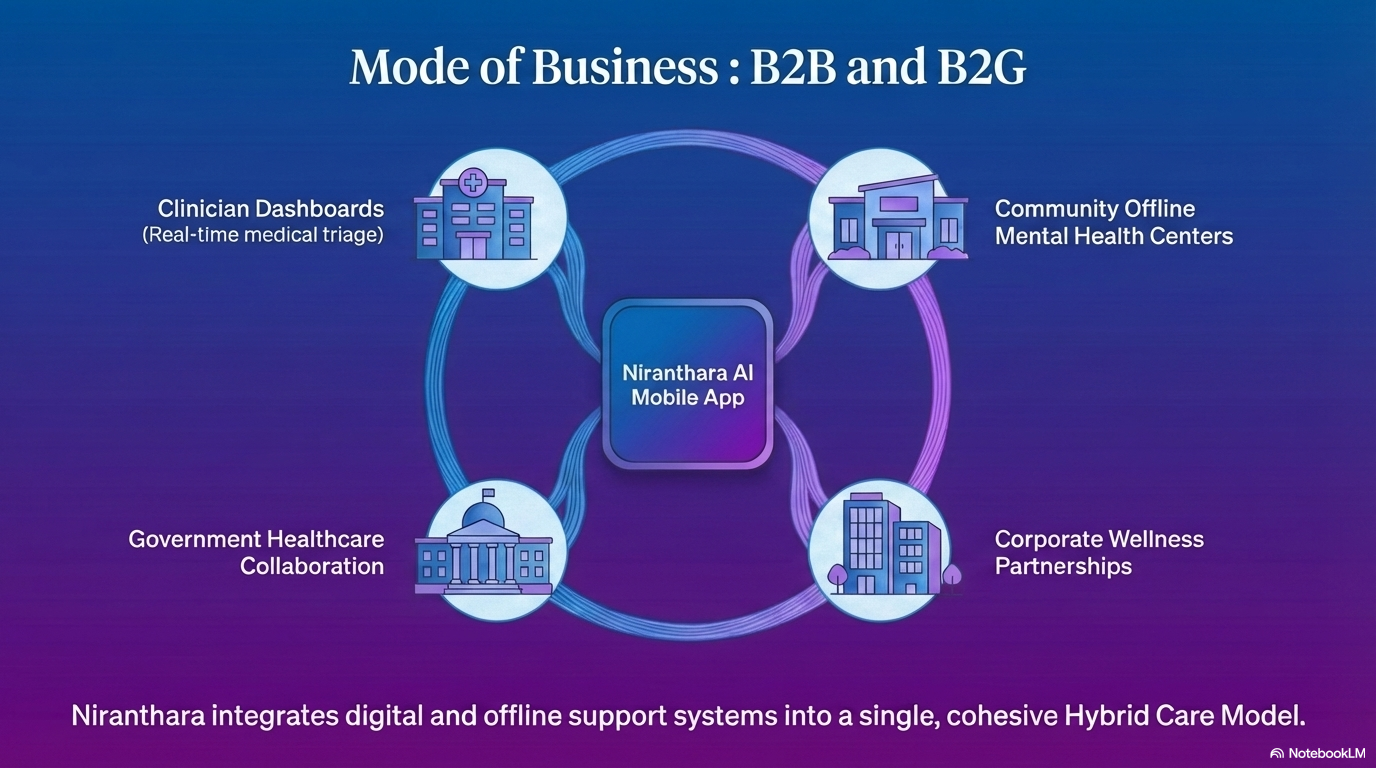 Mode of Business : B2B and B2G
Clinician Dashboards
(Real-time medical triage)
Community Offline
Mental Health Centers
Niranthara AI
Mobile App
Government Healthcare
Collaboration
Corporate Wellness
Partnerships
Niranthara integrates digital and offline support systems into a single, cohesive Hybrid Care Model.
NotebookLM